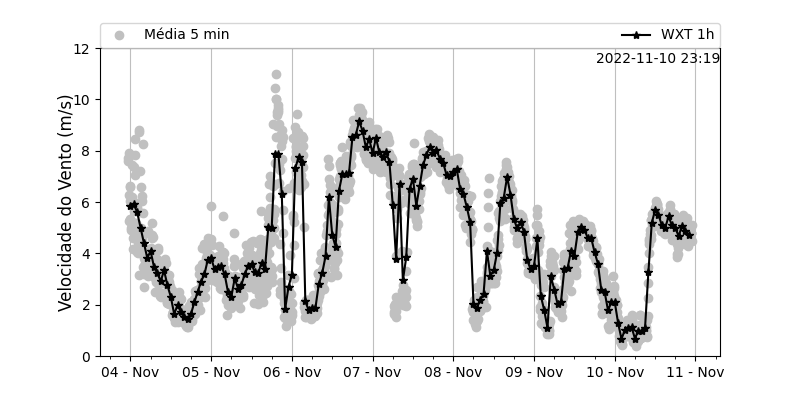 Média 5 min
WXT 1h
2022-11-10 23:19
Velocidade do Vento (m/s)
12
10
8
6
4
2
0
04 - Nov
05 - Nov
06 - Nov
07 - Nov
08 - Nov
09 - Nov
10 - Nov
11 - Nov